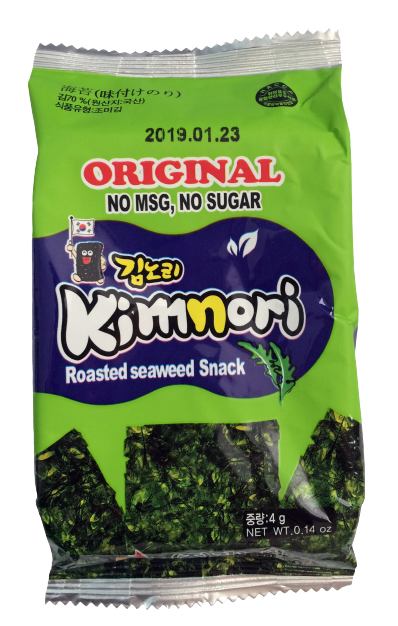 海苔(味付けのり)
김70 %(원산지:국산)
식품유형:조미김
2019.01.23
ORIGINAL
NO MSG, NO SUGAR
김노리
Kimnori
Roasted seaweed Snack
중량:4 g
NET WT.0.14 oz